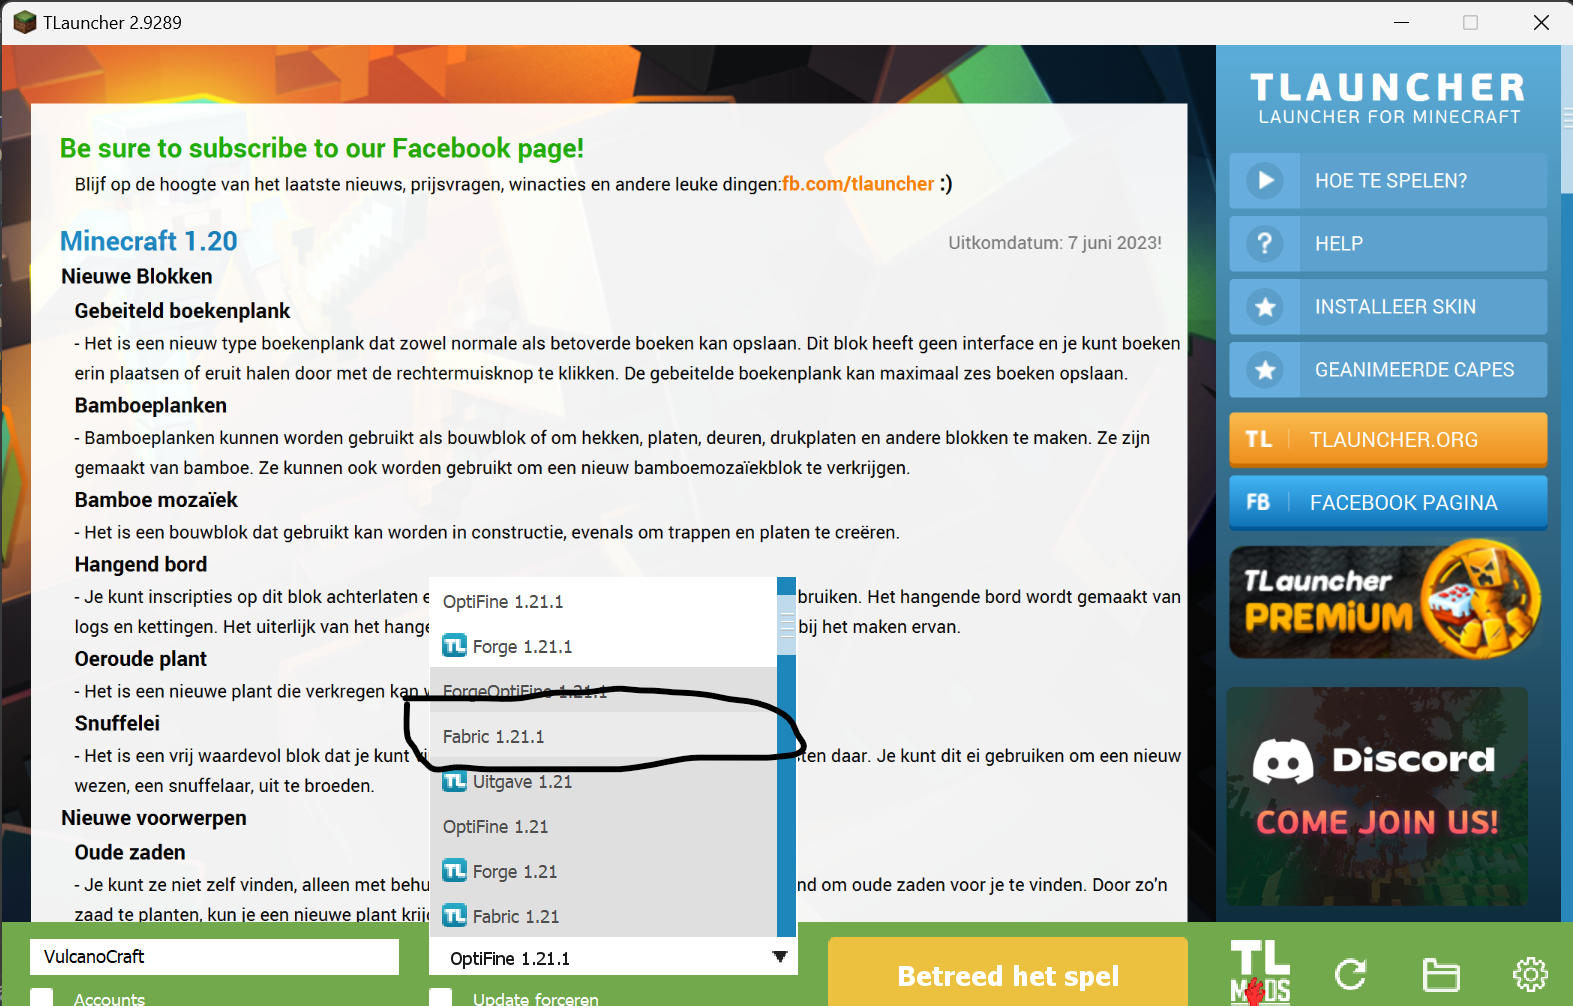 TLauncher 2.9289
Be sure to subscribe to our Facebook page!
Blijf op de hoogte van het laatste nieuws, prijsvragen, winacties en andere leuke dingen:fb.com/tlauncher :)
Minecraft 1.20
Uitkomdatum: 7 juni 2023!
Nieuwe Blokken
Gebeiteld boekenplank
- Het is een nieuw type boekenplank dat zowel normale als betoverde boeken kan opslaan. Dit blok heeft geen interface en je kunt boeken
erin plaatsen of eruit halen door met de rechtermuisknop te klikken. De gebeitelde boekenplank kan maximaal zes boeken opslaan.
Bamboeplanken
- Bamboeplanken kunnen worden gebruikt als bouwblok of om hekken, platen, deuren, drukplaten en andere blokken te maken. Ze zijn
gemaakt van bamboe. Ze kunnen ook worden gebruikt om een nieuw bamboemozaïekblok te verkrijgen.
Bamboe mozaïek
- Het is een bouwblok dat gebruikt kan worden in constructie, evenals om trappen en platen te creëren.
Hangend bord
- Je kunt inscripties op dit blok achterlaten bruiken. Het hangende bord wordt gemaakt van
logs en kettingen. Het uiterlijk van het hange bij het maken ervan.
Oeroude plant
- Het is een nieuwe plant die verkregen kan
Snuffelei
- Het is een vrij waardevol blok dat je kunt sten daar. Je kunt dit ei gebruiken om een nieuw
wezen, een snuffelaar, uit te broeden.
Nieuwe voorwerpen
Oude zaden
- Je kunt ze niet zelf vinden, alleen met behu nd om oude zaden voor je te vinden. Door zo'n
zaad te planten, kun je een nieuwe plant krijg
OptiFine 1.21.1
TL Forge 1.21.1
ForgeOptiFine 1.21.1
Fabric 1.21.1
TL Uitgave 1.21
OptiFine 1.21
TL Forge 1.21
TL Fabric 1.21
TLAUNCHER
LAUNCHER FOR MINECRAFT
HOE TE SPELEN?
? HELP
INSTALLEER SKIN
GEANIMEERDE CAPES
TL TLAUNCHER.ORG
FB FACEBOOK PAGINA
TLauncher
PREMiUM
Discord
COME JOIN US!
VulcanoCraft
OptiFine 1.21.1
Betreed het spel
TL
MODS
Accounts
Update forceren